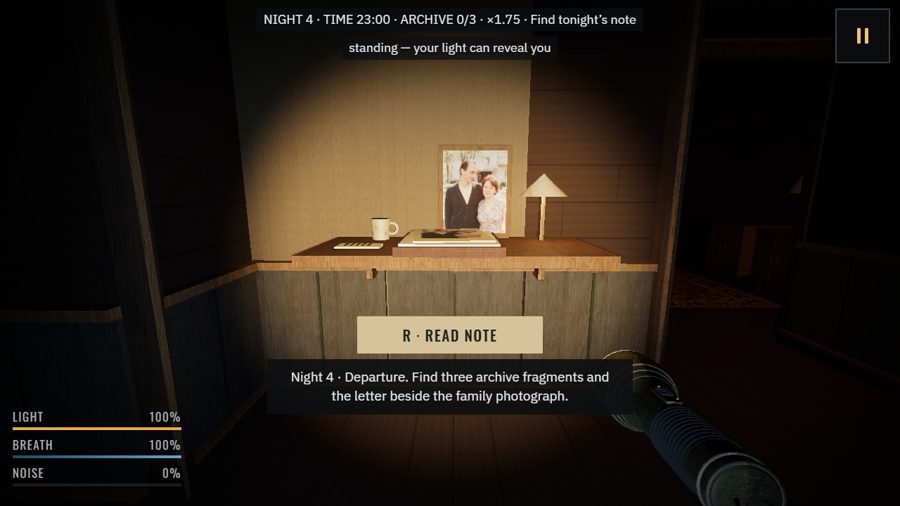 NIGHT 4 · TIME 23:00 · ARCHIVE 0/3 · ×1.75 · Find tonight's note
standing — your light can reveal you
R · READ NOTE
Night 4 · Departure. Find three archive fragments and
the letter beside the family photograph.
LIGHT 100%
BREATH 100%
NOISE 0%